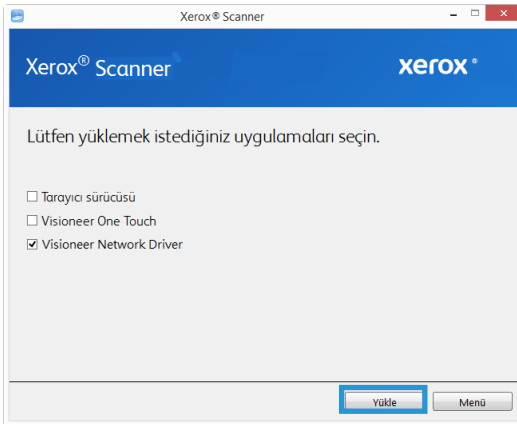 Xerox® Scanner
Xerox® Scanner
xerox®
Lütfen yüklemek istediğiniz uygulamaları seçin.
Tarayıcı sürücüsü
Visioneer One Touch
Visioneer Network Driver
Yükle
Menü